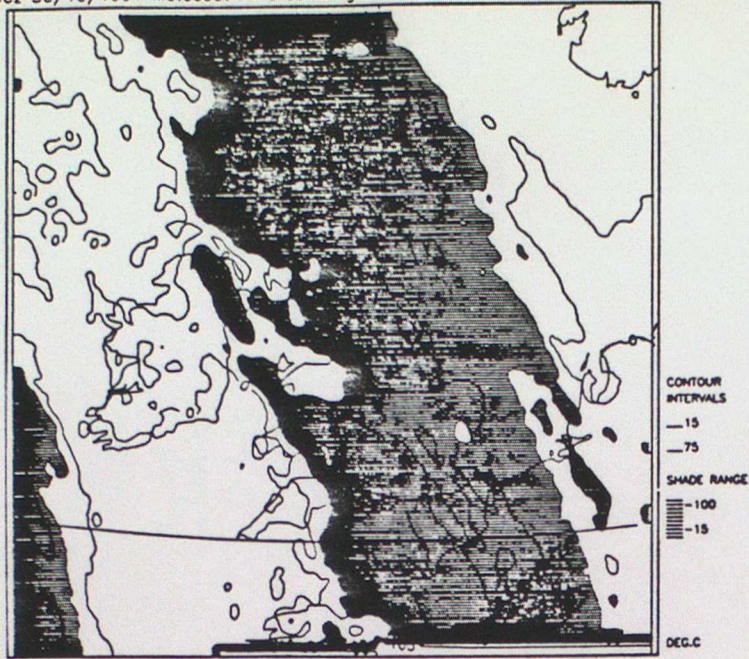 CONTOUR
INTERVALS
— 15
— 75
SHADE RANGE
-100
-15
DEG.C